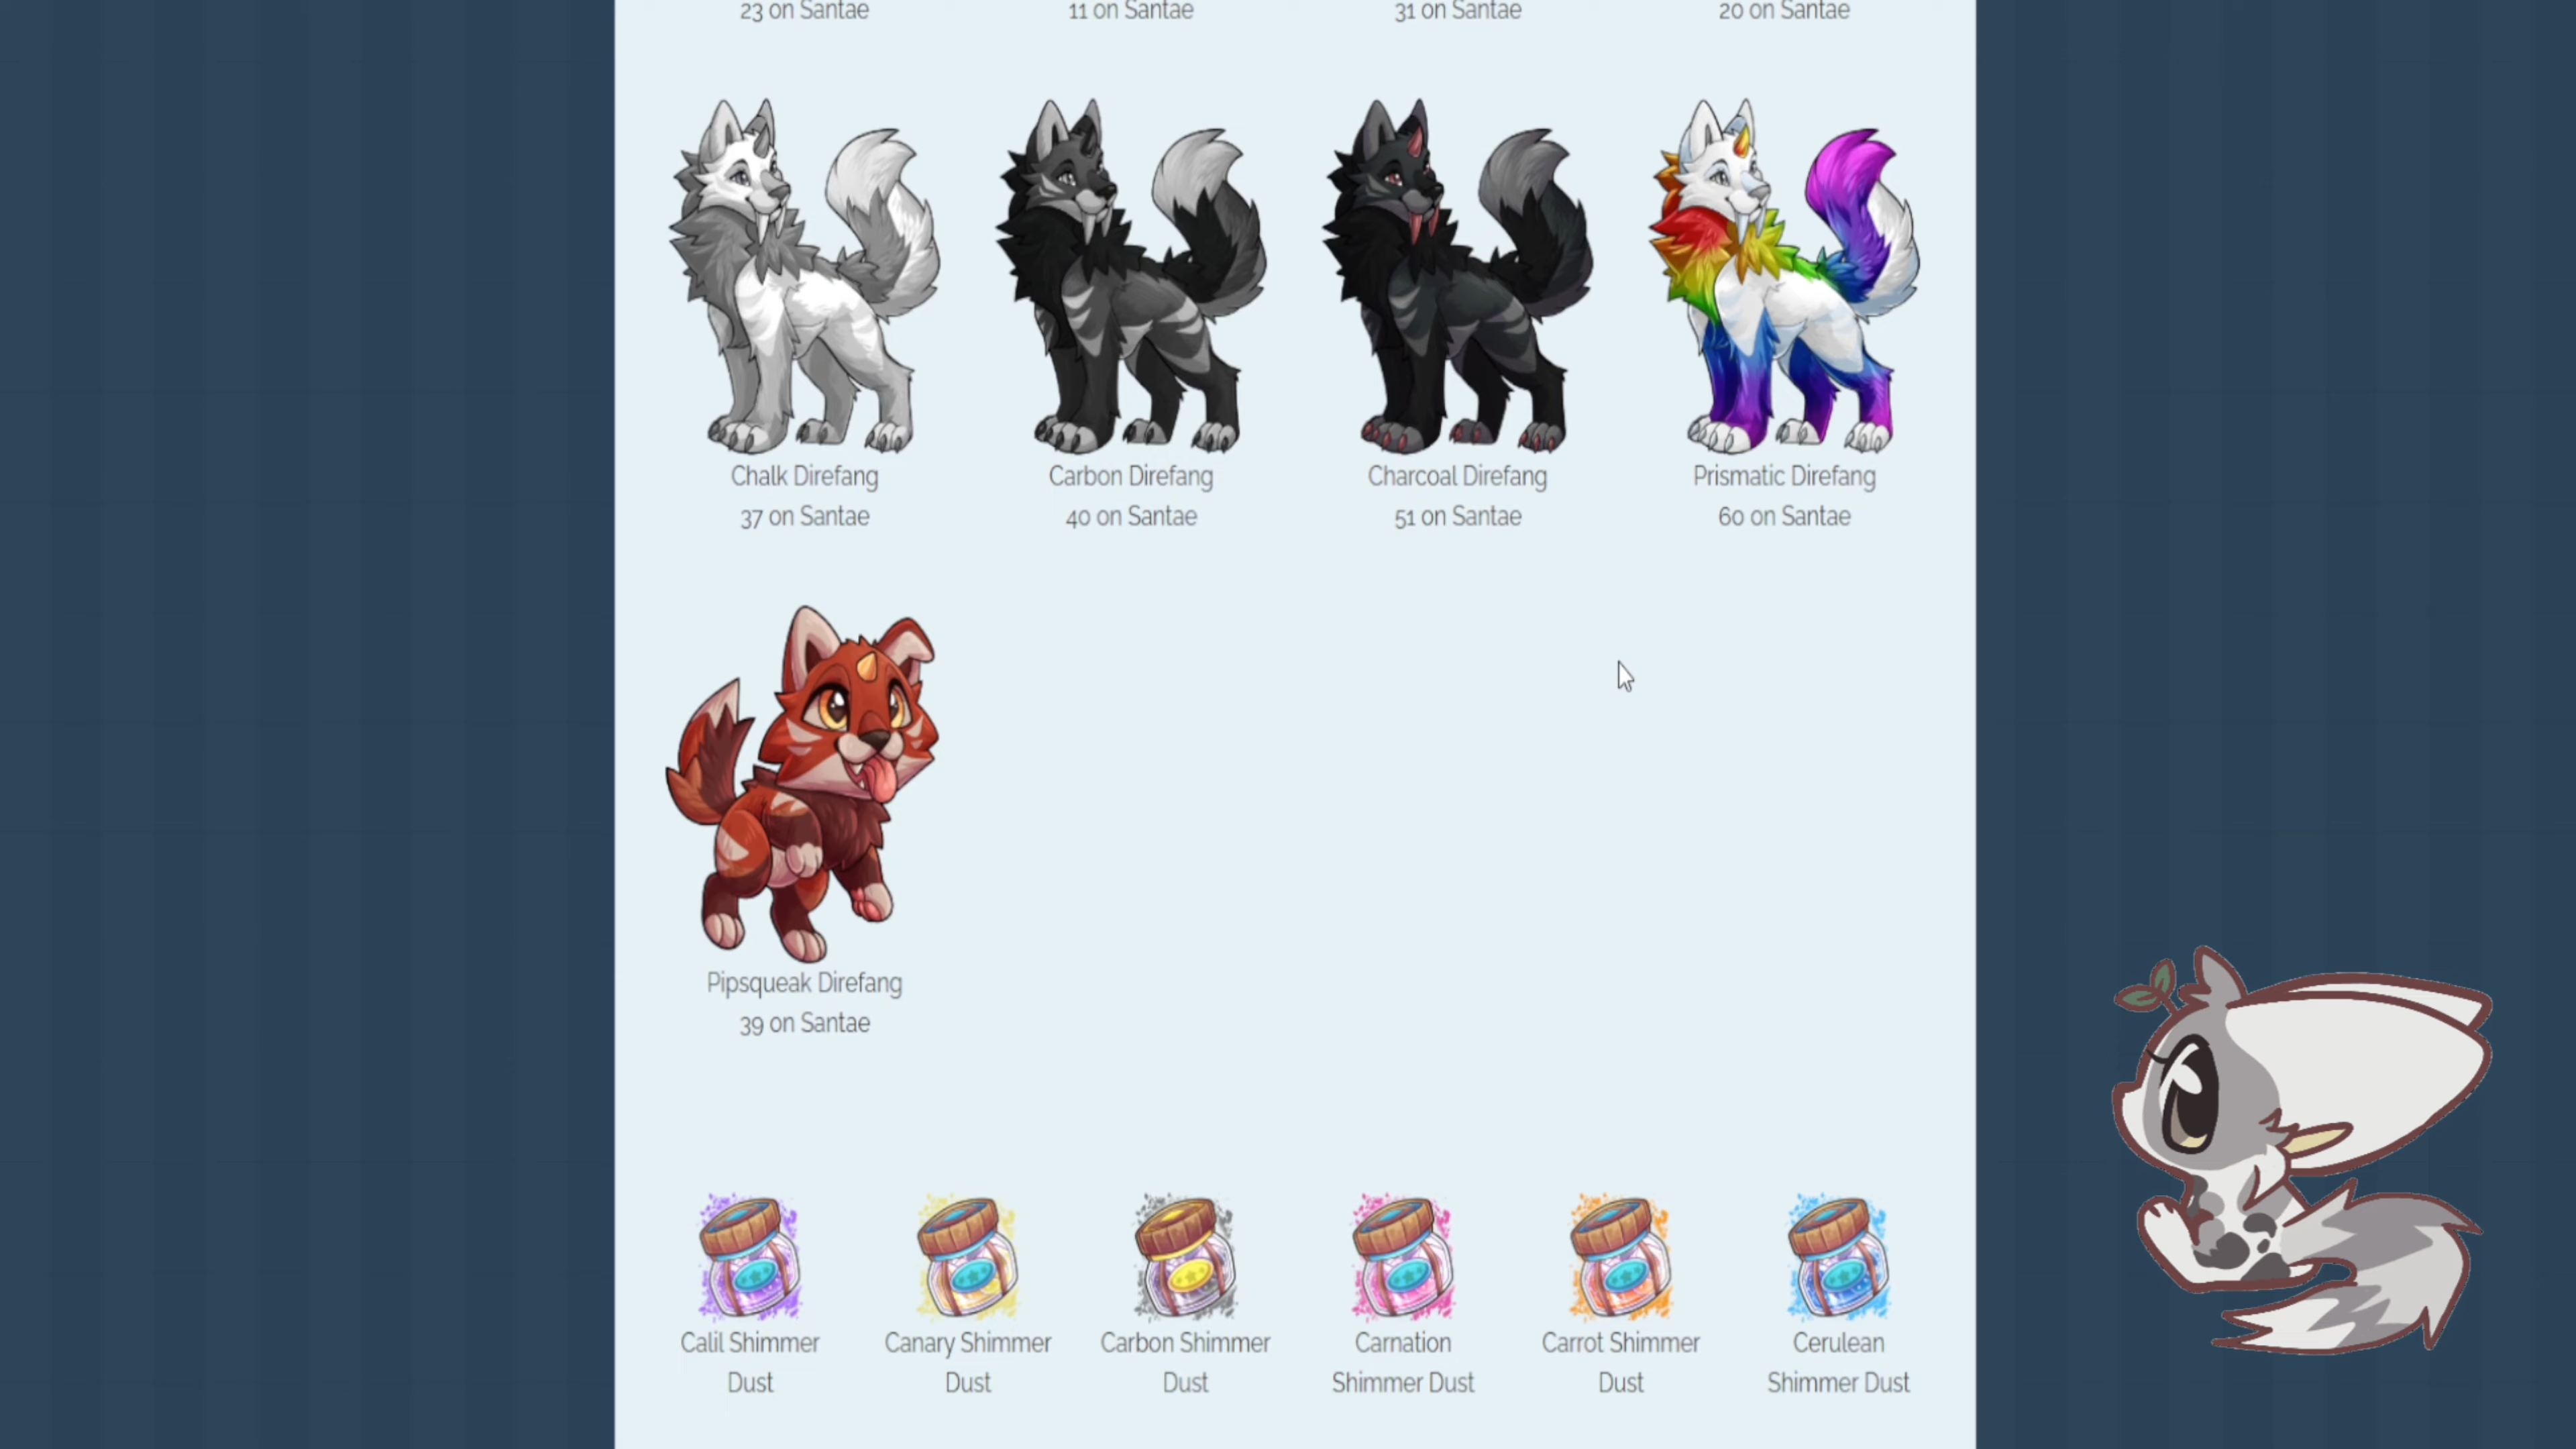 23 on Santae
11 on Santae
31 on Santae
20 on Santae
Chalk Direfang
37 on Santae
Carbon Direfang
40 on Santae
Charcoal Direfang
51 on Santae
Prismatic Direfang
60 on Santae
Pipsqueak Direfang
39 on Santae
Calil Shimmer
Dust
Canary Shimmer
Dust
Carbon Shimmer
Dust
Carnation
Shimmer Dust
Carrot Shimmer
Dust
Cerulean
Shimmer Dust